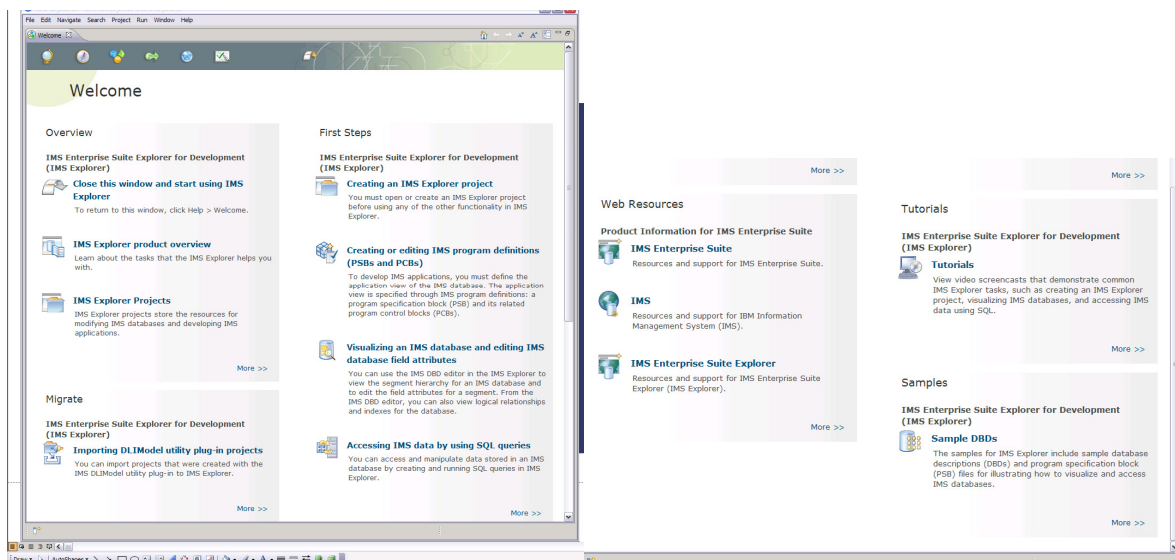 File Edit Navigate Search Project Run Window Help
Welcome
Welcome
Overview
IMS Enterprise Suite Explorer for Development
(IMS Explorer)
Close this window and start using IMS
Explorer
To return to this window, click Help > Welcome.
IMS Explorer product overview
Learn about the tasks that the IMS Explorer helps you
with.
IMS Explorer Projects
IMS Explorer projects store the resources for
modifying IMS databases and developing IMS
applications.
More >>
Migrate
IMS Enterprise Suite Explorer for Development
(IMS Explorer)
Importing DLIModel utility plug-in projects
You can import projects that were created with the
IMS DLIModel utility plug-in to IMS Explorer.
More >>
First Steps
IMS Enterprise Suite Explorer for Development
(IMS Explorer)
Creating an IMS Explorer project
You must open or create an IMS Explorer project
before using any of the other functionality in IMS
Explorer.
Creating or editing IMS program definitions
(PSBs and PCBs)
To develop IMS applications, you must define the
application view of the IMS database. The application
view is specified through IMS program definitions: a
program specification block (PSB) and its related
program control blocks (PCBs).
Visualizing an IMS database and editing IMS
database field attributes
You can use the IMS DBD editor in the IMS Explorer to
view the segment hierarchy for an IMS database and
to edit the field attributes for a segment. From the
IMS DBD editor, you can also view logical relationships
and indexes for the database.
Accessing IMS data by using SQL queries
You can access and manipulate data stored in an IMS
database by creating and running SQL queries in IMS
Explorer.
More >>
Draw AutoShapes
More >>
Web Resources
Product Information for IMS Enterprise Suite
IMS Enterprise Suite
Resources and support for IMS Enterprise Suite.
IMS
Resources and support for IBM Information
Management System (IMS).
IMS Enterprise Suite Explorer
Resources and support for IMS Enterprise Suite
Explorer (IMS Explorer).
More >>
More >>
Tutorials
IMS Enterprise Suite Explorer for Development
(IMS Explorer)
Tutorials
View video screencasts that demonstrate common
IMS Explorer tasks, such as creating an IMS Explorer
project, visualizing IMS databases, and accessing IMS
data using SQL.
More >>
Samples
IMS Enterprise Suite Explorer for Development
(IMS Explorer)
Sample DBDs
The samples for IMS Explorer include sample database
descriptions (DBDs) and program specification block
(PSB) files for illustrating how to visualize and access
IMS databases.
More >>